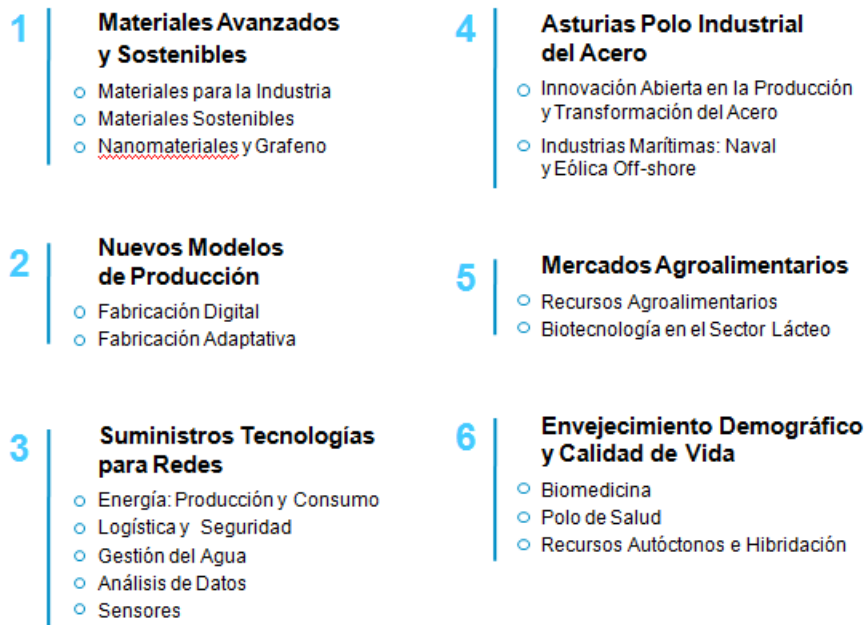 1
Materiales Avanzados
y Sostenibles
Materiales para la Industria
Materiales Sostenibles
Nanomateriales y Grafeno
2
Nuevos Modelos
de Producción
Fabricación Digital
Fabricación Adaptativa
3
Suministros Tecnologías
para Redes
Energía: Producción y Consumo
Logística y Seguridad
Gestión del Agua
Análisis de Datos
Sensores
4
Asturias Polo Industrial
del Acero
Innovación Abierta en la Producción
y Transformación del Acero
Industrias Marítimas: Naval
y Eólica Off-shore
5
Mercados Agroalimentarios
Recursos Agroalimentarios
Biotecnología en el Sector Lácteo
6
Envejecimiento Demográfico
y Calidad de Vida
Biomedicina
Polo de Salud
Recursos Autóctonos e Hibridación